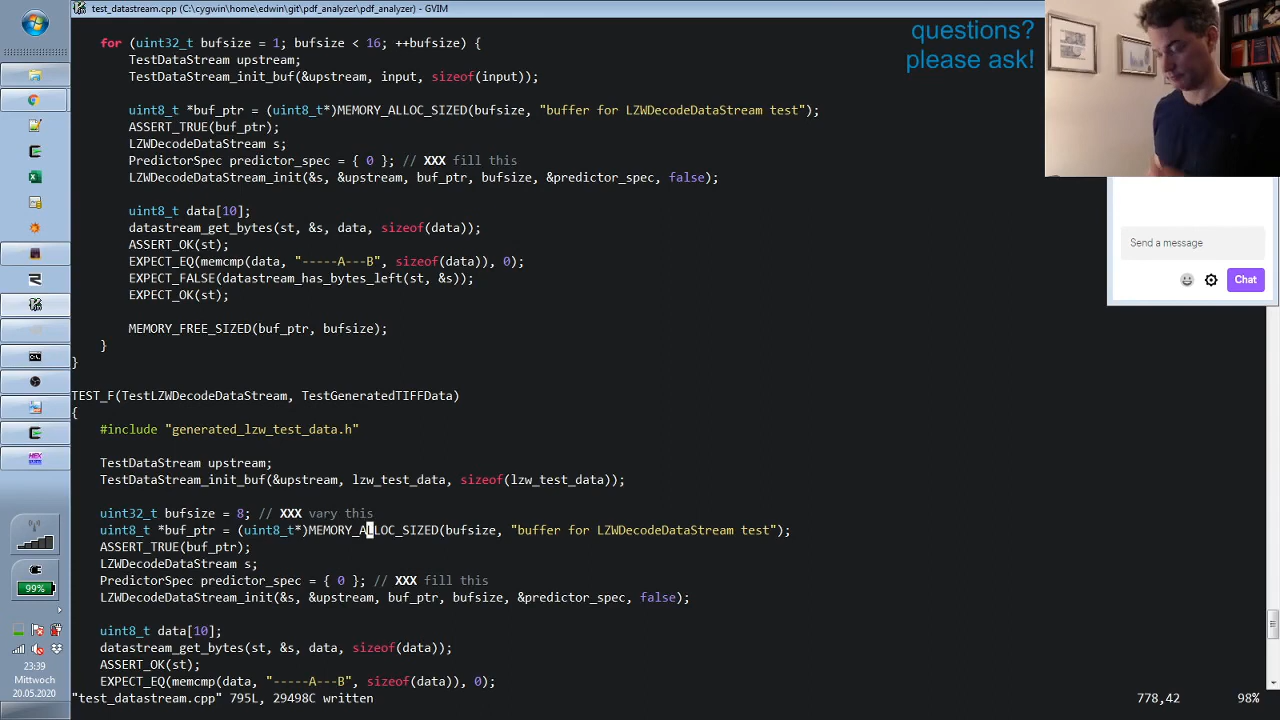 test_datastream.cpp (C:\cygwin\home\edwin\git\pdf_analyzer\pdf_analyzer) - GVIM
questions?
please ask!
for (uint32_t bufsize = 1; bufsize < 16; ++bufsize) {
TestDataStream upstream;
TestDataStream_init_buf(&upstream, input, sizeof(input));
uint8_t *buf_ptr = (uint8_t*)MEMORY_ALLOC_SIZED(bufsize, "buffer for LZWDecodeDataStream test");
ASSERT_TRUE(buf_ptr);
LZWDecodeDataStream s;
PredictorSpec predictor_spec = { 0 }; // XXX fill this
LZWDecodeDataStream_init(&s, &upstream, buf_ptr, bufsize, &predictor_spec, false);
uint8_t data[10];
datastream_get_bytes(st, &s, data, sizeof(data));
ASSERT_OK(st);
EXPECT_EQ(memcmp(data, "-----A---B", sizeof(data)), 0);
EXPECT_FALSE(datastream_has_bytes_left(st, &s));
EXPECT_OK(st);
MEMORY_FREE_SIZED(buf_ptr, bufsize);
}
}
TEST_F(TestLZWDecodeDataStream, TestGeneratedTIFFData)
{
#include "generated_lzw_test_data.h"
TestDataStream upstream;
TestDataStream_init_buf(&upstream, lzw_test_data, sizeof(lzw_test_data));
uint32_t bufsize = 8; // XXX vary this
uint8_t *buf_ptr = (uint8_t*)MEMORY_ALLOC_SIZED(bufsize, "buffer for LZWDecodeDataStream test");
ASSERT_TRUE(buf_ptr);
LZWDecodeDataStream s;
PredictorSpec predictor_spec = { 0 }; // XXX fill this
LZWDecodeDataStream_init(&s, &upstream, buf_ptr, bufsize, &predictor_spec, false);
uint8_t data[10];
datastream_get_bytes(st, &s, data, sizeof(data));
ASSERT_OK(st);
EXPECT_EQ(memcmp(data, "-----A---B", sizeof(data)), 0);
"test_datastream.cpp" 795L, 29498C written
778,42
98%
Send a message
Chat
99%
23:39
Mittwoch
20.05.2020